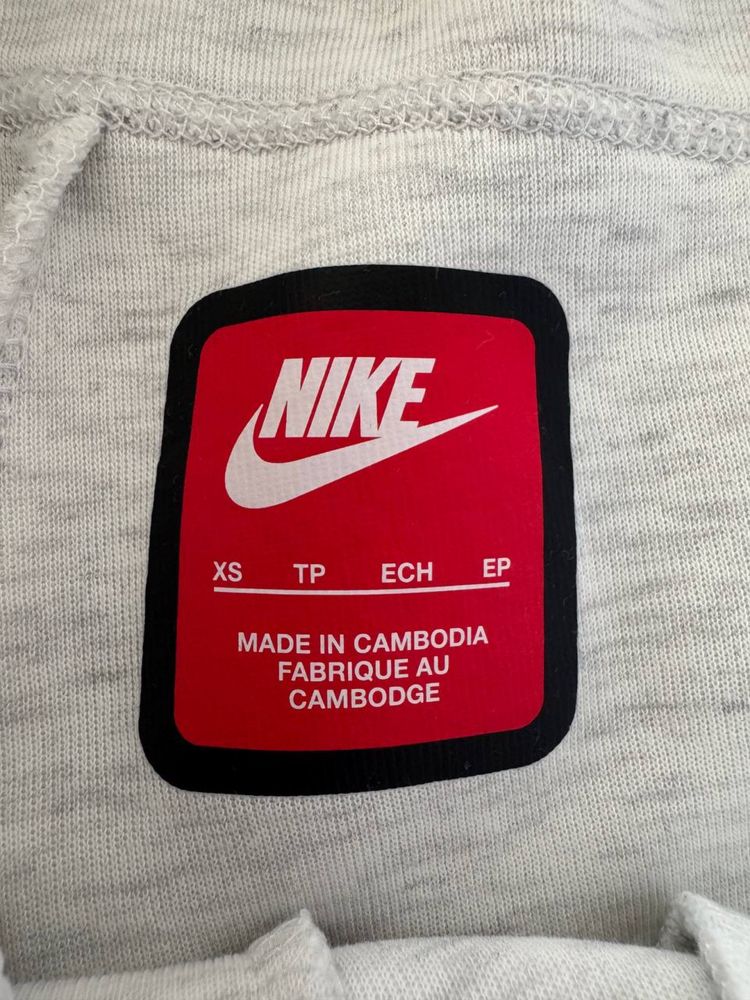 NIKE
XS TP ECH EP
MADE IN CAMBODIA
FABRIQUE AU
CAMBODGE